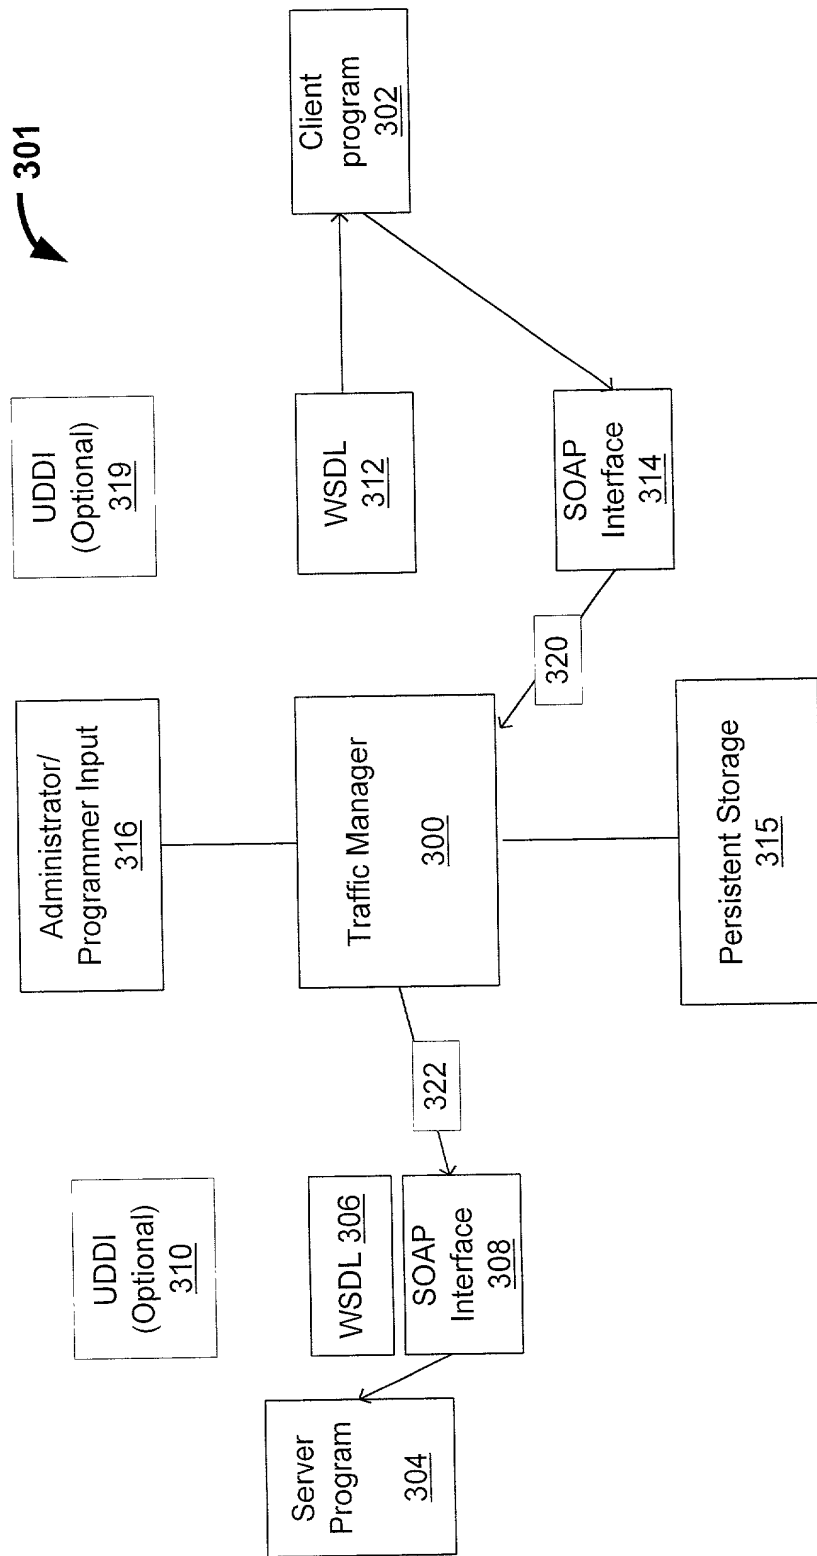 301
UDDI
(Optional)
310
Administrator/
Programmer Input
316
UDDI
(Optional)
319
Server
Program
304
WSDL 306
SOAP
Interface
308
322
Traffic Manager
300
320
WSDL
312
SOAP
Interface
314
Client
program
302
Persistent Storage
315